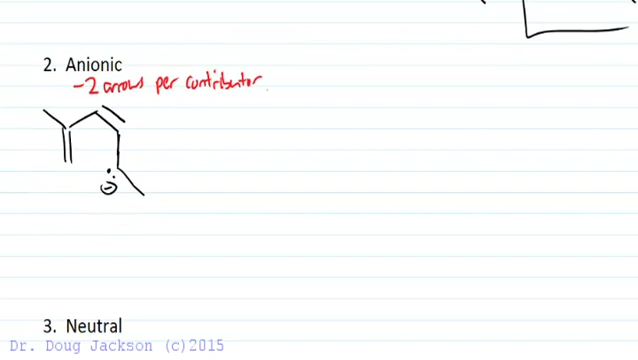 2. Anionic
-2 arrows per contributor.
3. Neutral
Dr. Doug Jackson (c)2015